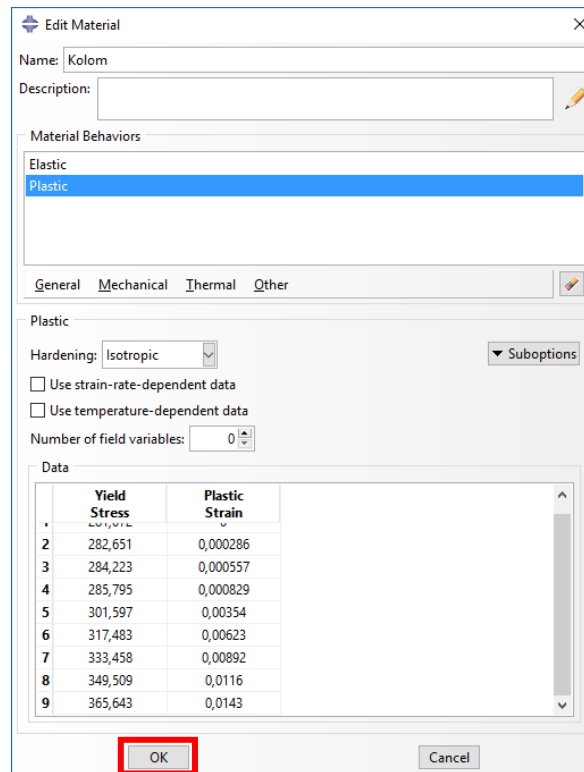 Edit Material
Name: Kolom
Description:
Material Behaviors
Elastic
Plastic
General Mechanical Thermal Other
Plastic
Hardening: Isotropic
Suboptions
Use strain-rate-dependent data
Use temperature-dependent data
Number of field variables: 0
Data
Yield Stress Plastic Strain
2 282,651 0,000286
3 284,223 0,000557
4 285,795 0,000829
5 301,597 0,00354
6 317,483 0,00623
7 333,458 0,00892
8 349,509 0,0116
9 365,643 0,0143
OK Cancel